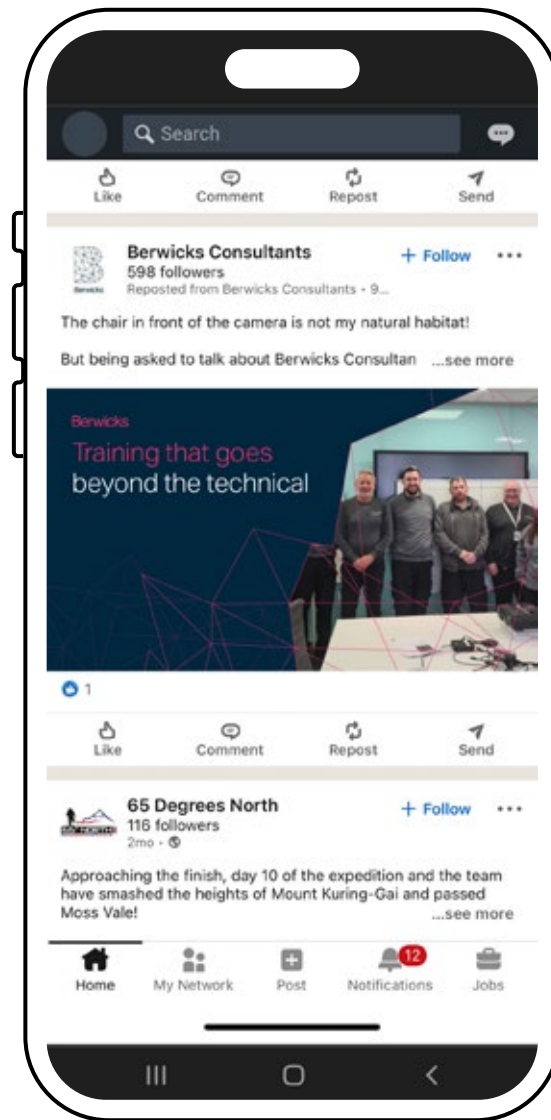 Search
Like Comment Repost Send
Berwicks Consultants
+ Follow
598 followers
Reposted from Berwicks Consultants • 9...
Berwicks
The chair in front of the camera is not my natural habitat!
But being asked to talk about Berwicks Consultan ...see more
Berwicks
Training that goes
beyond the technical
1
Like Comment Repost Send
65 Degrees North
+ Follow
116 followers
2mo •
Approaching the finish, day 10 of the expedition and the team
have smashed the heights of Mount Kuring-Gai and passed
Moss Vale!
...see more
12
Home My Network Post Notifications Jobs